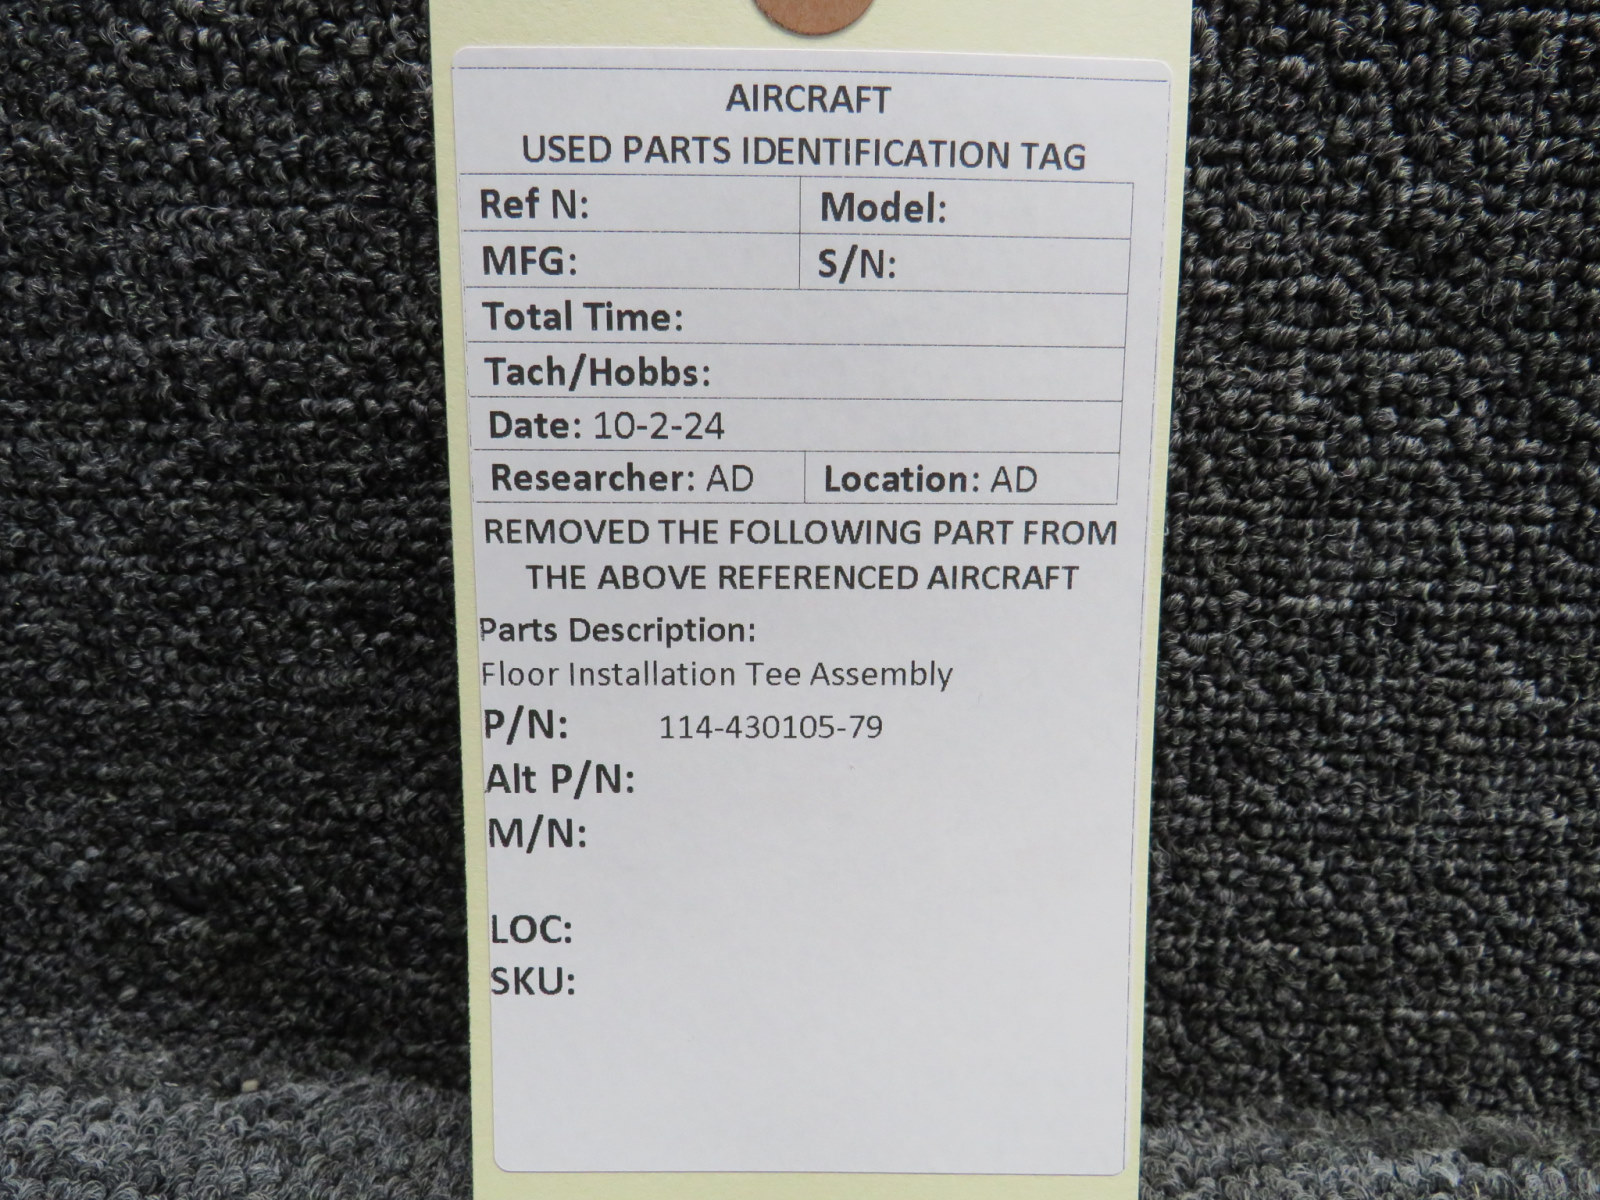 AIRCRAFT
USED PARTS IDENTIFICATION TAG
Ref N: Model:
MFG: S/N:
Total Time:
Tach/Hobbs:
Date: 10-2-24
Researcher: AD Location: AD
REMOVED THE FOLLOWING PART FROM
THE ABOVE REFERENCED AIRCRAFT
Parts Description:
Floor Installation Tee Assembly
P/N: 114-430105-79
Alt P/N:
M/N:
LOC:
SKU: